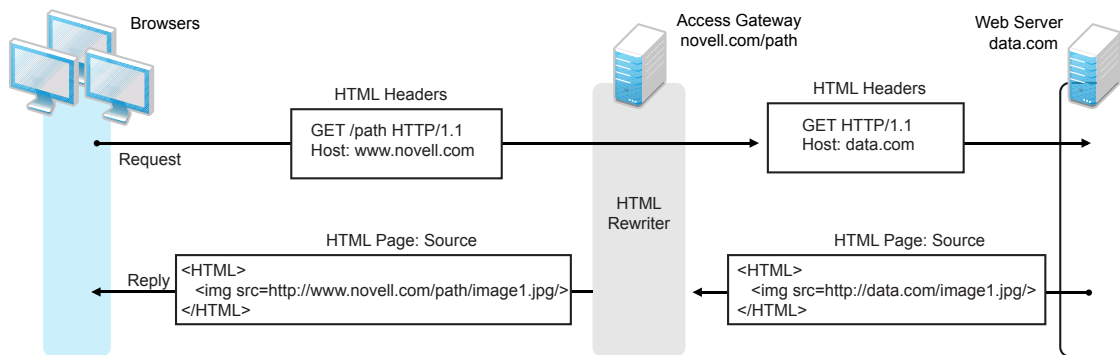 Browsers
Access Gateway
novell.com/path
Web Server
data.com
HTML Headers
GET /path HTTP/1.1
Host: www.novell.com
HTML Headers
GET HTTP/1.1
Host: data.com
Request
HTML
Rewriter
HTML Page: Source
<HTML>
<img src=http://www.novell.com/path/image1.jpg/>
</HTML>
Reply
HTML Page: Source
<HTML>
<img src=http://data.com/image1.jpg/>
</HTML>